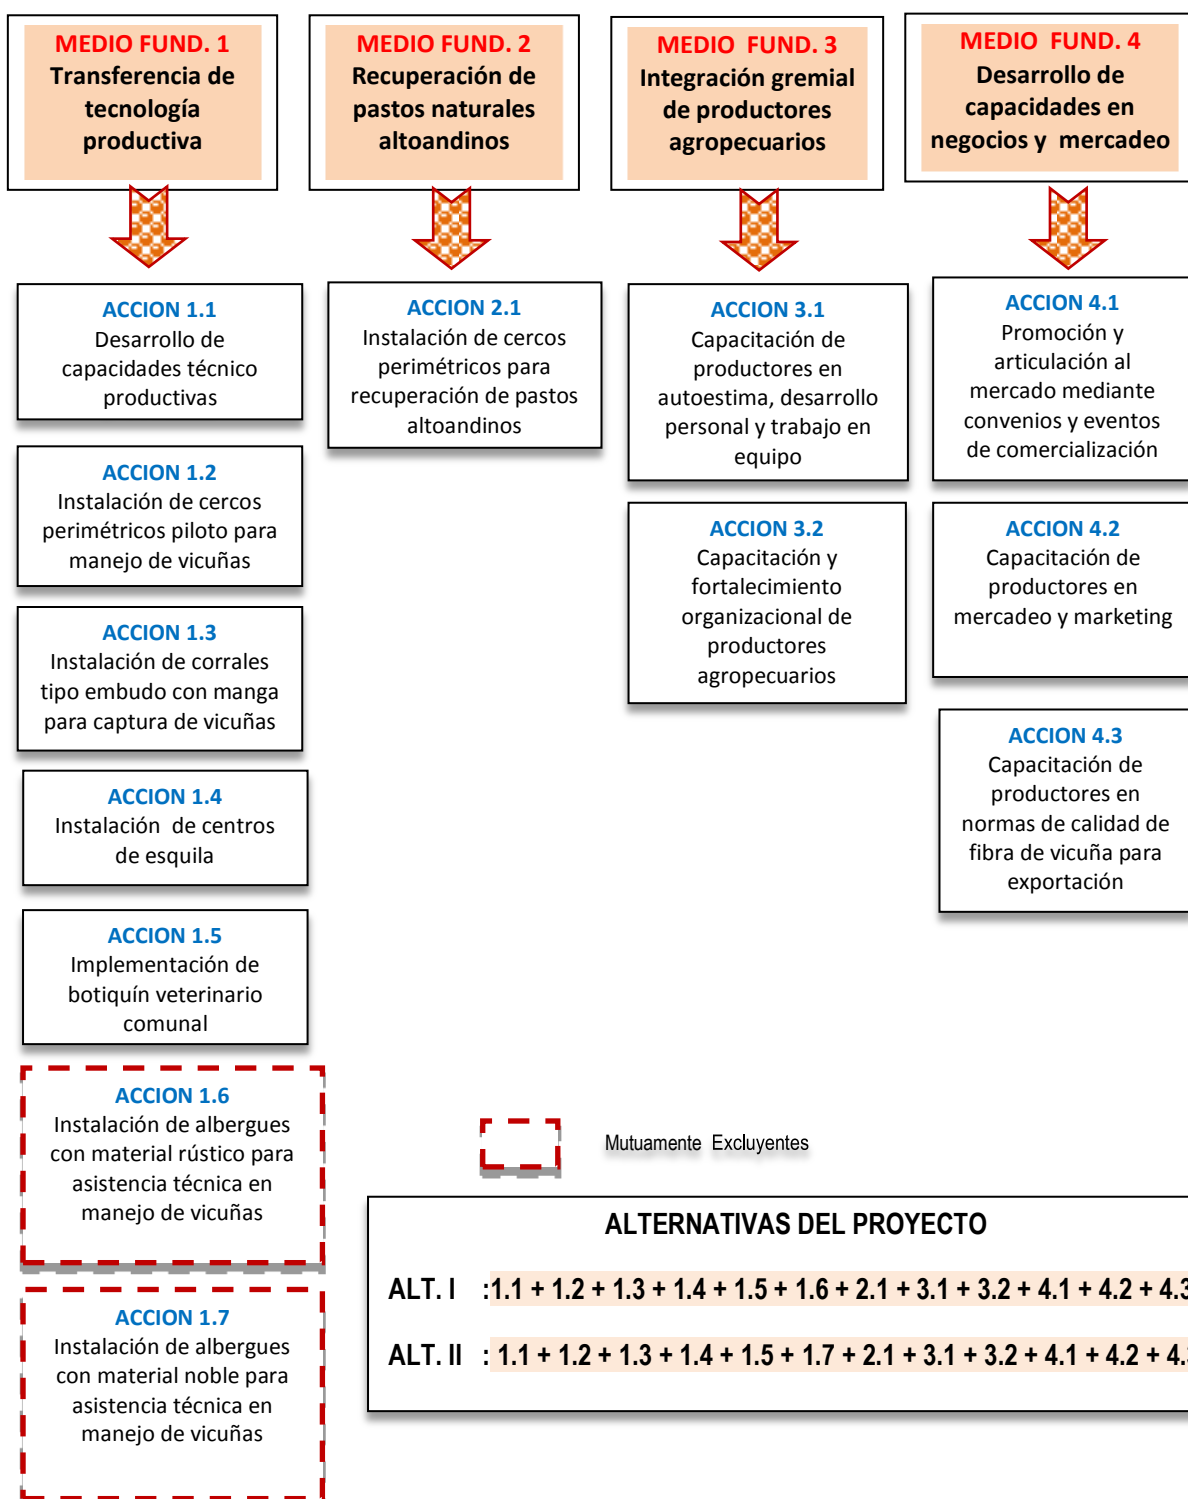 MEDIO FUND. 1
Transferencia de
tecnología
productiva
MEDIO FUND. 2
Recuperación de
pastos naturales
altoandinos
MEDIO FUND. 3
Integración gremial
de productores
agropecuarios
MEDIO FUND. 4
Desarrollo de
capacidades en
negocios y mercadeo
ACCION 1.1
Desarrollo de
capacidades técnico
productivas
ACCION 1.2
Instalación de cercos
perimétricos piloto para
manejo de vicuñas
ACCION 1.3
Instalación de corrales
tipo embudo con manga
para captura de vicuñas
ACCION 1.4
Instalación de centros
de esquila
ACCION 1.5
Implementación de
botiquín veterinario
comunal
ACCION 1.6
Instalación de albergues
con material rústico para
asistencia técnica en
manejo de vicuñas
ACCION 1.7
Instalación de albergues
con material noble para
asistencia técnica en
manejo de vicuñas
ACCION 2.1
Instalación de cercos
perimétricos para
recuperación de pastos
altoandinos
ACCION 3.1
Capacitación de
productores en
autoestima, desarrollo
personal y trabajo en
equipo
ACCION 3.2
Capacitación y
fortalecimiento
organizacional de
productores
agropecuarios
ACCION 4.1
Promoción y
articulación al
mercado mediante
convenios y eventos
de comercialización
ACCION 4.2
Capacitación de
productores en
mercadeo y marketing
ACCION 4.3
Capacitación de
productores en
normas de calidad de
fibra de vicuña para
exportación
Mutuamente Excluyentes
ALTERNATIVAS DEL PROYECTO
ALT. I :1.1 + 1.2 + 1.3 + 1.4 + 1.5 + 1.6 + 2.1 + 3.1 + 3.2 + 4.1 + 4.2 + 4.3
ALT. II : 1.1 + 1.2 + 1.3 + 1.4 + 1.5 + 1.7 + 2.1 + 3.1 + 3.2 + 4.1 + 4.2 + 4.3